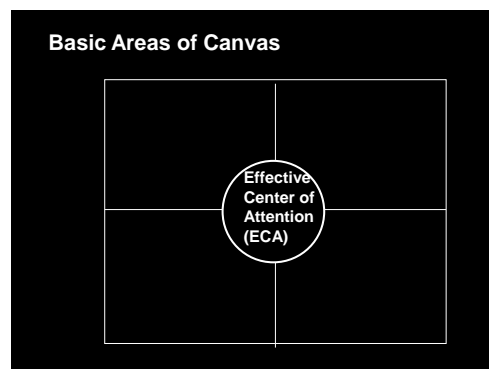 Basic Areas of Canvas
Effective
Center of
Attention
(ECA)